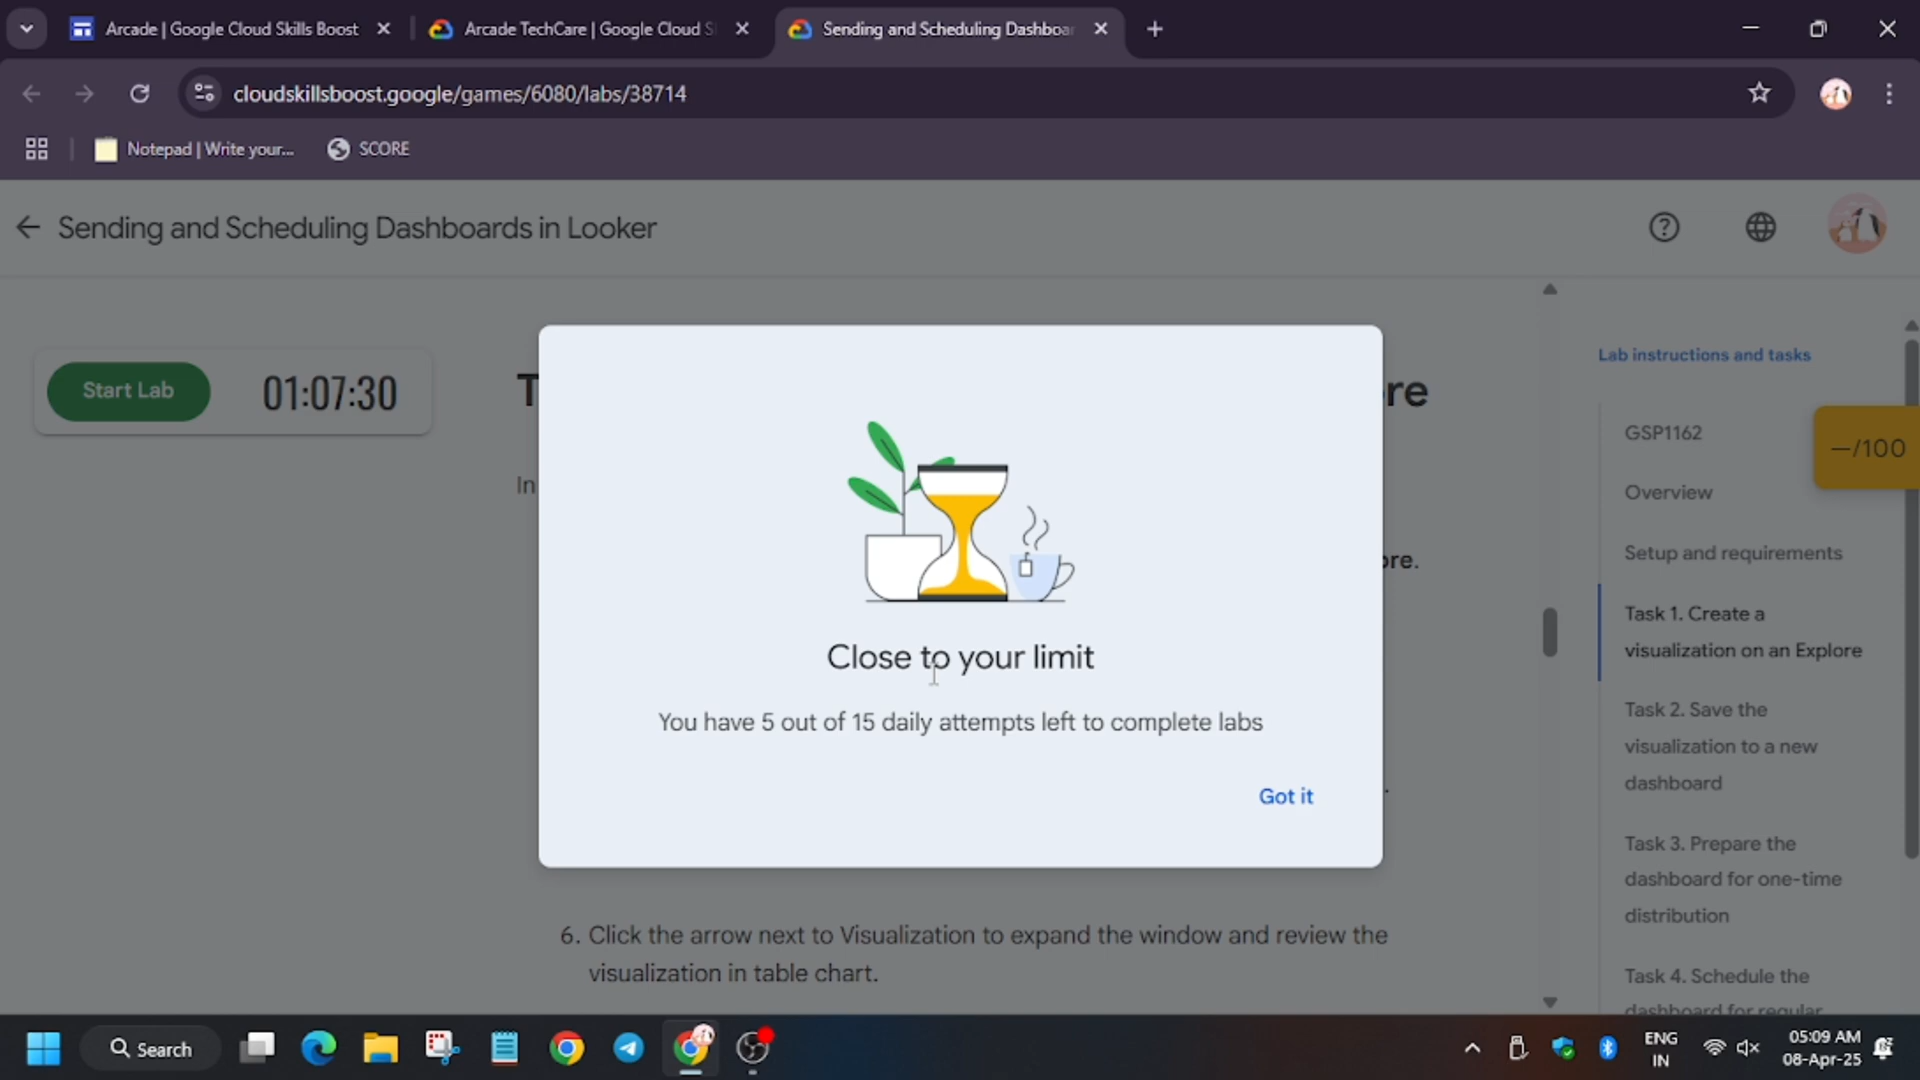 Arcade | Google Cloud Skills Boost
Arcade TechCare | Google Cloud S
Sending and Scheduling Dashboar
cloudskillsboost.google/games/6080/labs/38714
Notepad | Write your...
SCORE
Sending and Scheduling Dashboards in Looker
Start Lab
01:07:30
T
re
In
ore.
Close to your limit
You have 5 out of 15 daily attempts left to complete labs
Got it
6. Click the arrow next to Visualization to expand the window and review the
visualization in table chart.
Lab instructions and tasks
GSP1162
—/100
Overview
Setup and requirements
Task 1. Create a
visualization on an Explore
Task 2. Save the
visualization to a new
dashboard
Task 3. Prepare the
dashboard for one-time
distribution
Task 4. Schedule the
dashboard for regular
Search
ENG
IN
05:09 AM
08-Apr-25